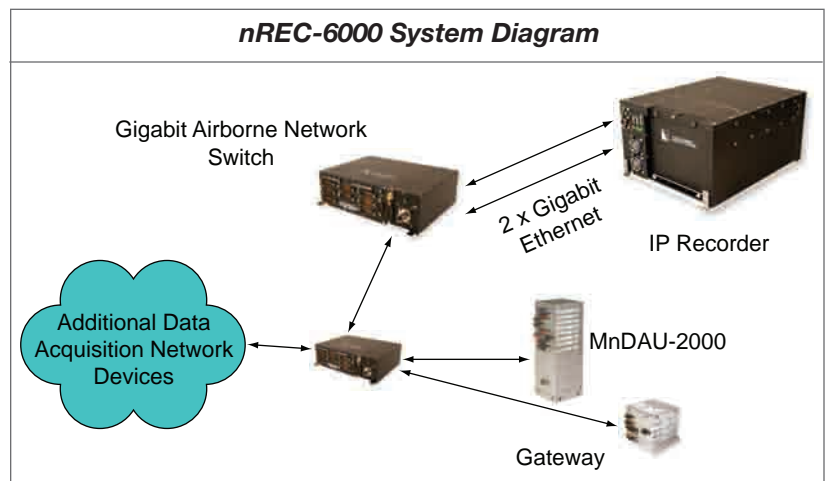 nREC-6000 System Diagram
Gigabit Airborne Network
Switch
2 x Gigabit
Ethernet
IP Recorder
Additional Data
Acquisition Network
Devices
MnDAU-2000
Gateway